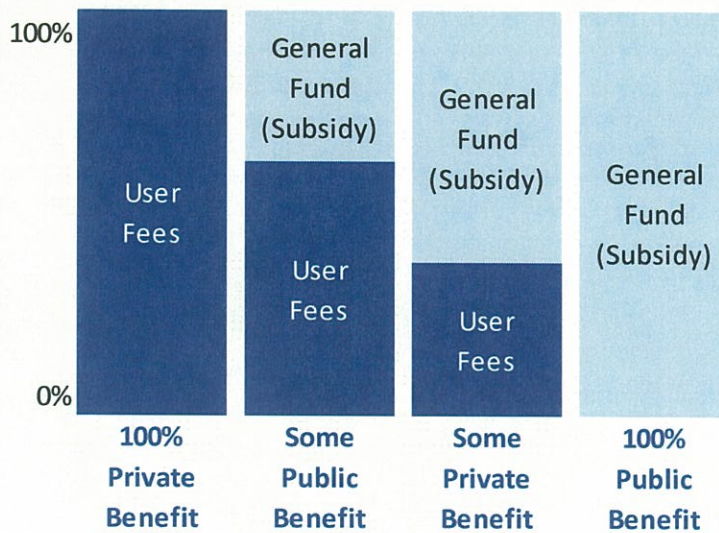 100%
0%
User
Fees
General
Fund
(Subsidy)
User
Fees
General
Fund
(Subsidy)
User
Fees
General
Fund
(Subsidy)
100%
Private
Benefit
Some
Public
Benefit
Some
Private
Benefit
100%
Public
Benefit